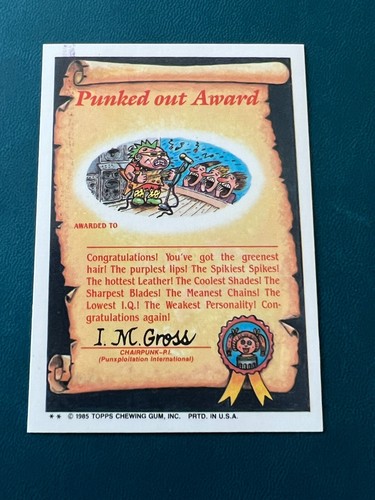 Punked out Award
AWARDED TO
Congratulations! You've got the greenest
hair! The purplest lips! The Spikiest Spikes!
The hottest Leather! The Coolest Shades! The
Sharpest Blades! The Meanest Chains! The
Lowest I.Q.! The Weakest Personality! Con-
gratulations again!
I. M. Gross
CHAIRPUNK–P.I.
(Punxploitation International)
** © 1985 TOPPS CHEWING GUM, INC. PRTD. IN U.S.A.